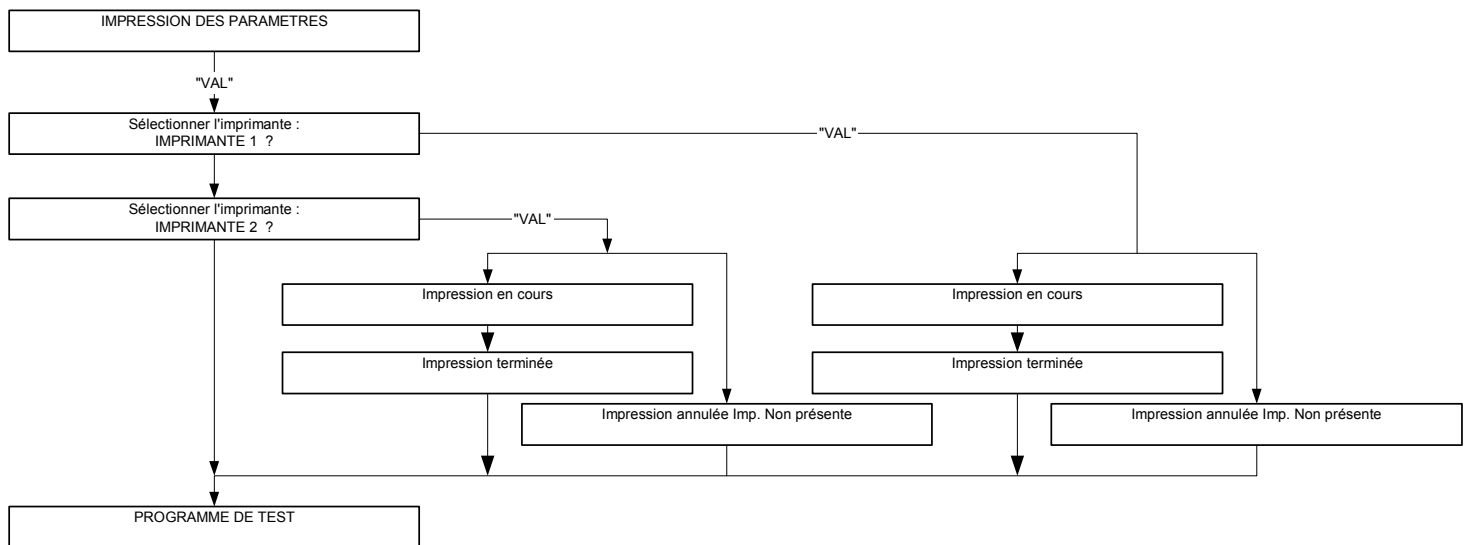 IMPRESSION DES PARAMETRES
"VAL"
Sélectionner l'imprimante :
IMPRIMANTE 1 ?
"VAL"
Sélectionner l'imprimante :
IMPRIMANTE 2 ?
"VAL"
Impression en cours
Impression en cours
Impression terminée
Impression terminée
Impression annulée Imp. Non présente
Impression annulée Imp. Non présente
PROGRAMME DE TEST